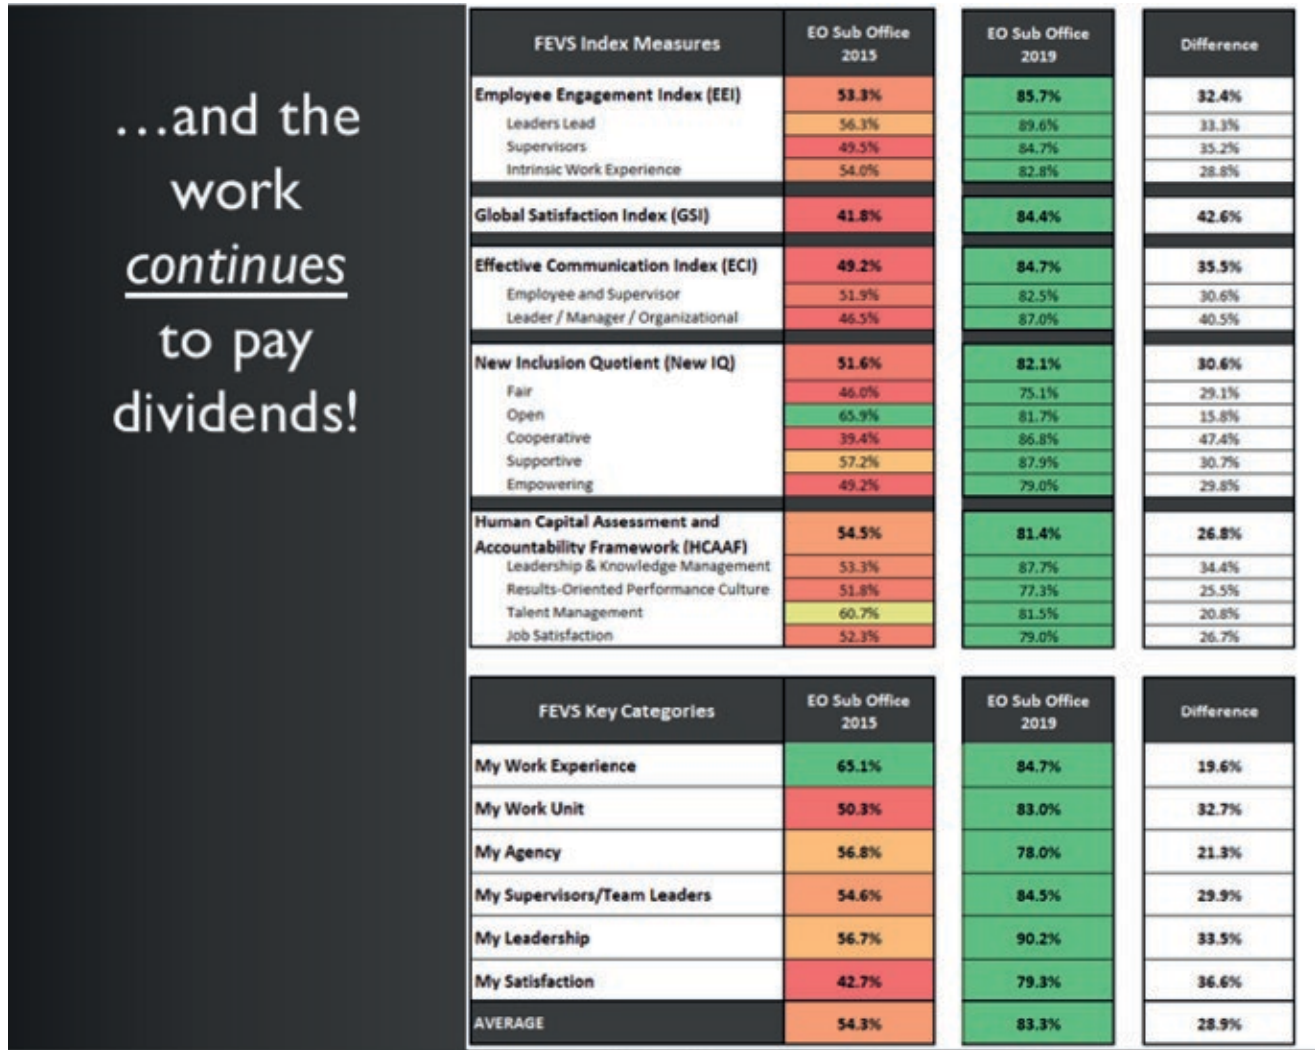 ...and the
work
continues
to pay
dividends!
FEVS Index Measures EO Sub Office 2015 EO Sub Office 2019 Difference
Employee Engagement Index (EEI) 53.3% 85.7% 32.4%
Leaders Lead 56.3% 89.6% 33.3%
Supervisors 49.5% 84.7% 35.2%
Intrinsic Work Experience 54.0% 82.8% 28.8%
Global Satisfaction Index (GSI) 41.8% 84.4% 42.6%
Effective Communication Index (ECI) 49.2% 84.7% 35.5%
Employee and Supervisor 51.9% 82.5% 30.6%
Leader / Manager / Organizational 46.5% 87.0% 40.5%
New Inclusion Quotient (New IQ) 51.6% 82.1% 30.6%
Fair 46.0% 75.1% 29.1%
Open 65.9% 81.7% 15.8%
Cooperative 39.4% 86.8% 47.4%
Supportive 57.2% 87.9% 30.7%
Empowering 49.2% 79.0% 29.8%
Human Capital Assessment and
Accountability Framework (HCAAF) 54.5% 81.4% 26.8%
Leadership & Knowledge Management 53.3% 87.7% 34.4%
Results-Oriented Performance Culture 51.8% 77.3% 25.5%
Talent Management 60.7% 81.5% 20.8%
Job Satisfaction 52.3% 79.0% 26.7%
FEVS Key Categories EO Sub Office 2015 EO Sub Office 2019 Difference
My Work Experience 65.1% 84.7% 19.6%
My Work Unit 50.3% 83.0% 32.7%
My Agency 56.8% 78.0% 21.3%
My Supervisors/Team Leaders 54.6% 84.5% 29.9%
My Leadership 56.7% 90.2% 33.5%
My Satisfaction 42.7% 79.3% 36.6%
AVERAGE 54.3% 83.3% 28.9%